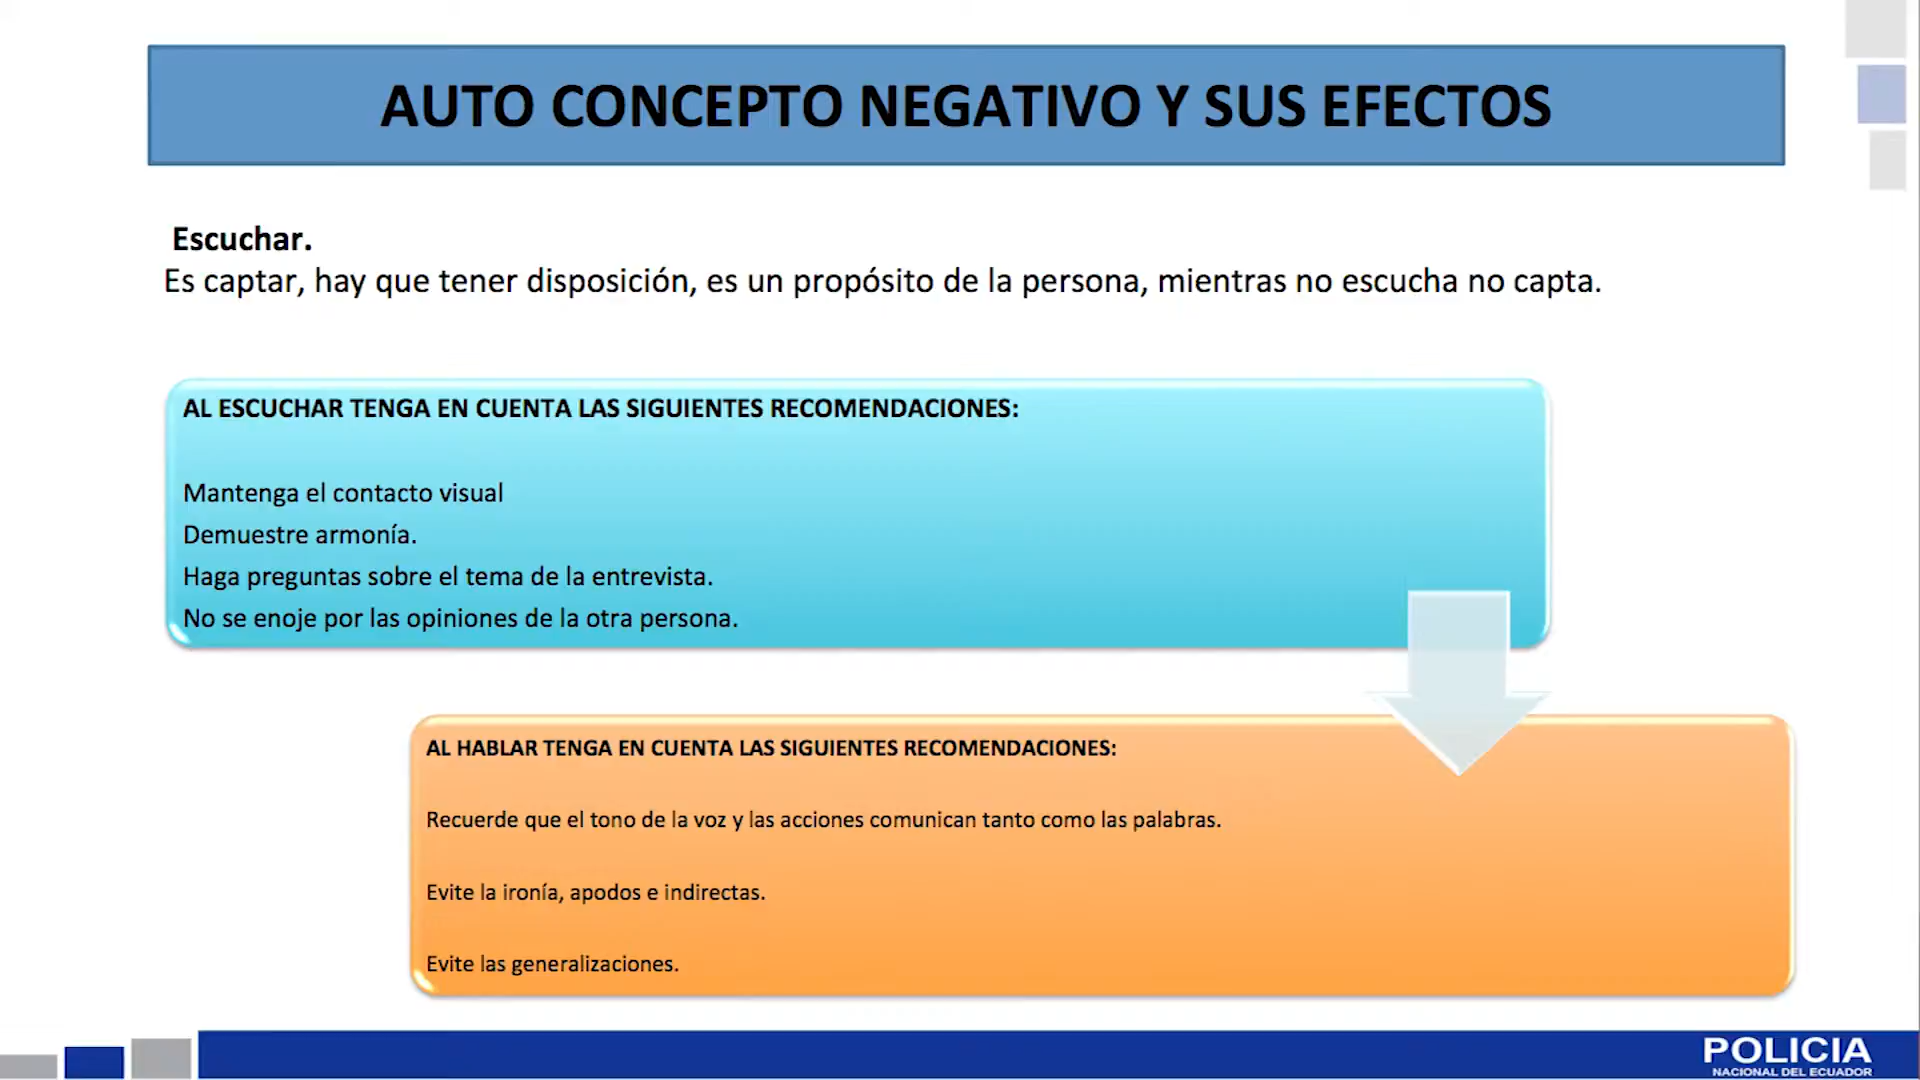 AUTO CONCEPTO NEGATIVO Y SUS EFECTOS
Escuchar.
Es captar, hay que tener disposición, es un propósito de la persona, mientras no escucha no capta.
AL ESCUCHAR TENGA EN CUENTA LAS SIGUIENTES RECOMENDACIONES:
Mantenga el contacto visual
Demuestre armonía.
Haga preguntas sobre el tema de la entrevista.
No se enoje por las opiniones de la otra persona.
AL HABLAR TENGA EN CUENTA LAS SIGUIENTES RECOMENDACIONES:
Recuerde que el tono de la voz y las acciones comunican tanto como las palabras.
Evite la ironía, apodos e indirectas.
Evite las generalizaciones.
POLICIA
NACIONAL DEL ECUADOR